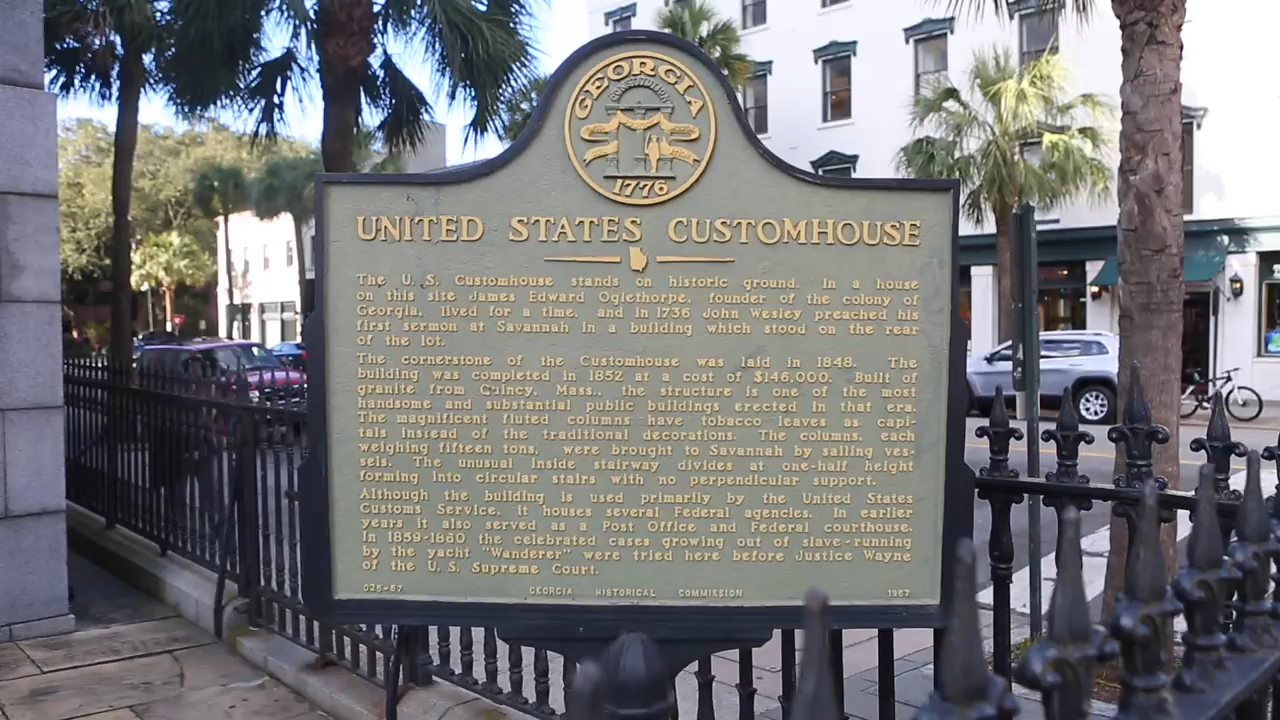 GEORGIA
CONSTITUTION
1776
UNITED STATES CUSTOMHOUSE
The U. S. Customhouse stands on historic ground. In a house
on this site James Edward Oglethorpe, founder of the colony of
Georgia, lived for a time, and in 1736 John Wesley preached his
first sermon at Savannah in a building which stood on the rear
of the lot.
The cornerstone of the Customhouse was laid in 1848. The
building was completed in 1852 at a cost of $146,000. Built of
granite from Quincy, Mass., the structure is one of the most
handsome and substantial public buildings erected in that era.
The magnificent fluted columns have tobacco leaves as capi-
tals instead of the traditional decorations. The columns, each
weighing fifteen tons, were brought to Savannah by sailing ves-
sels. The unusual inside stairway divides at one-half height
forming into circular stairs with no perpendicular support.
Although the building is used primarily by the United States
Customs Service, it houses several Federal agencies. In earlier
years it also served as a Post Office and Federal courthouse.
In 1859-1860 the celebrated cases growing out of slave-running
by the yacht "Wanderer" were tried here before Justice Wayne
of the U. S. Supreme Court.
025-57 GEORGIA HISTORICAL COMMISSION 1957